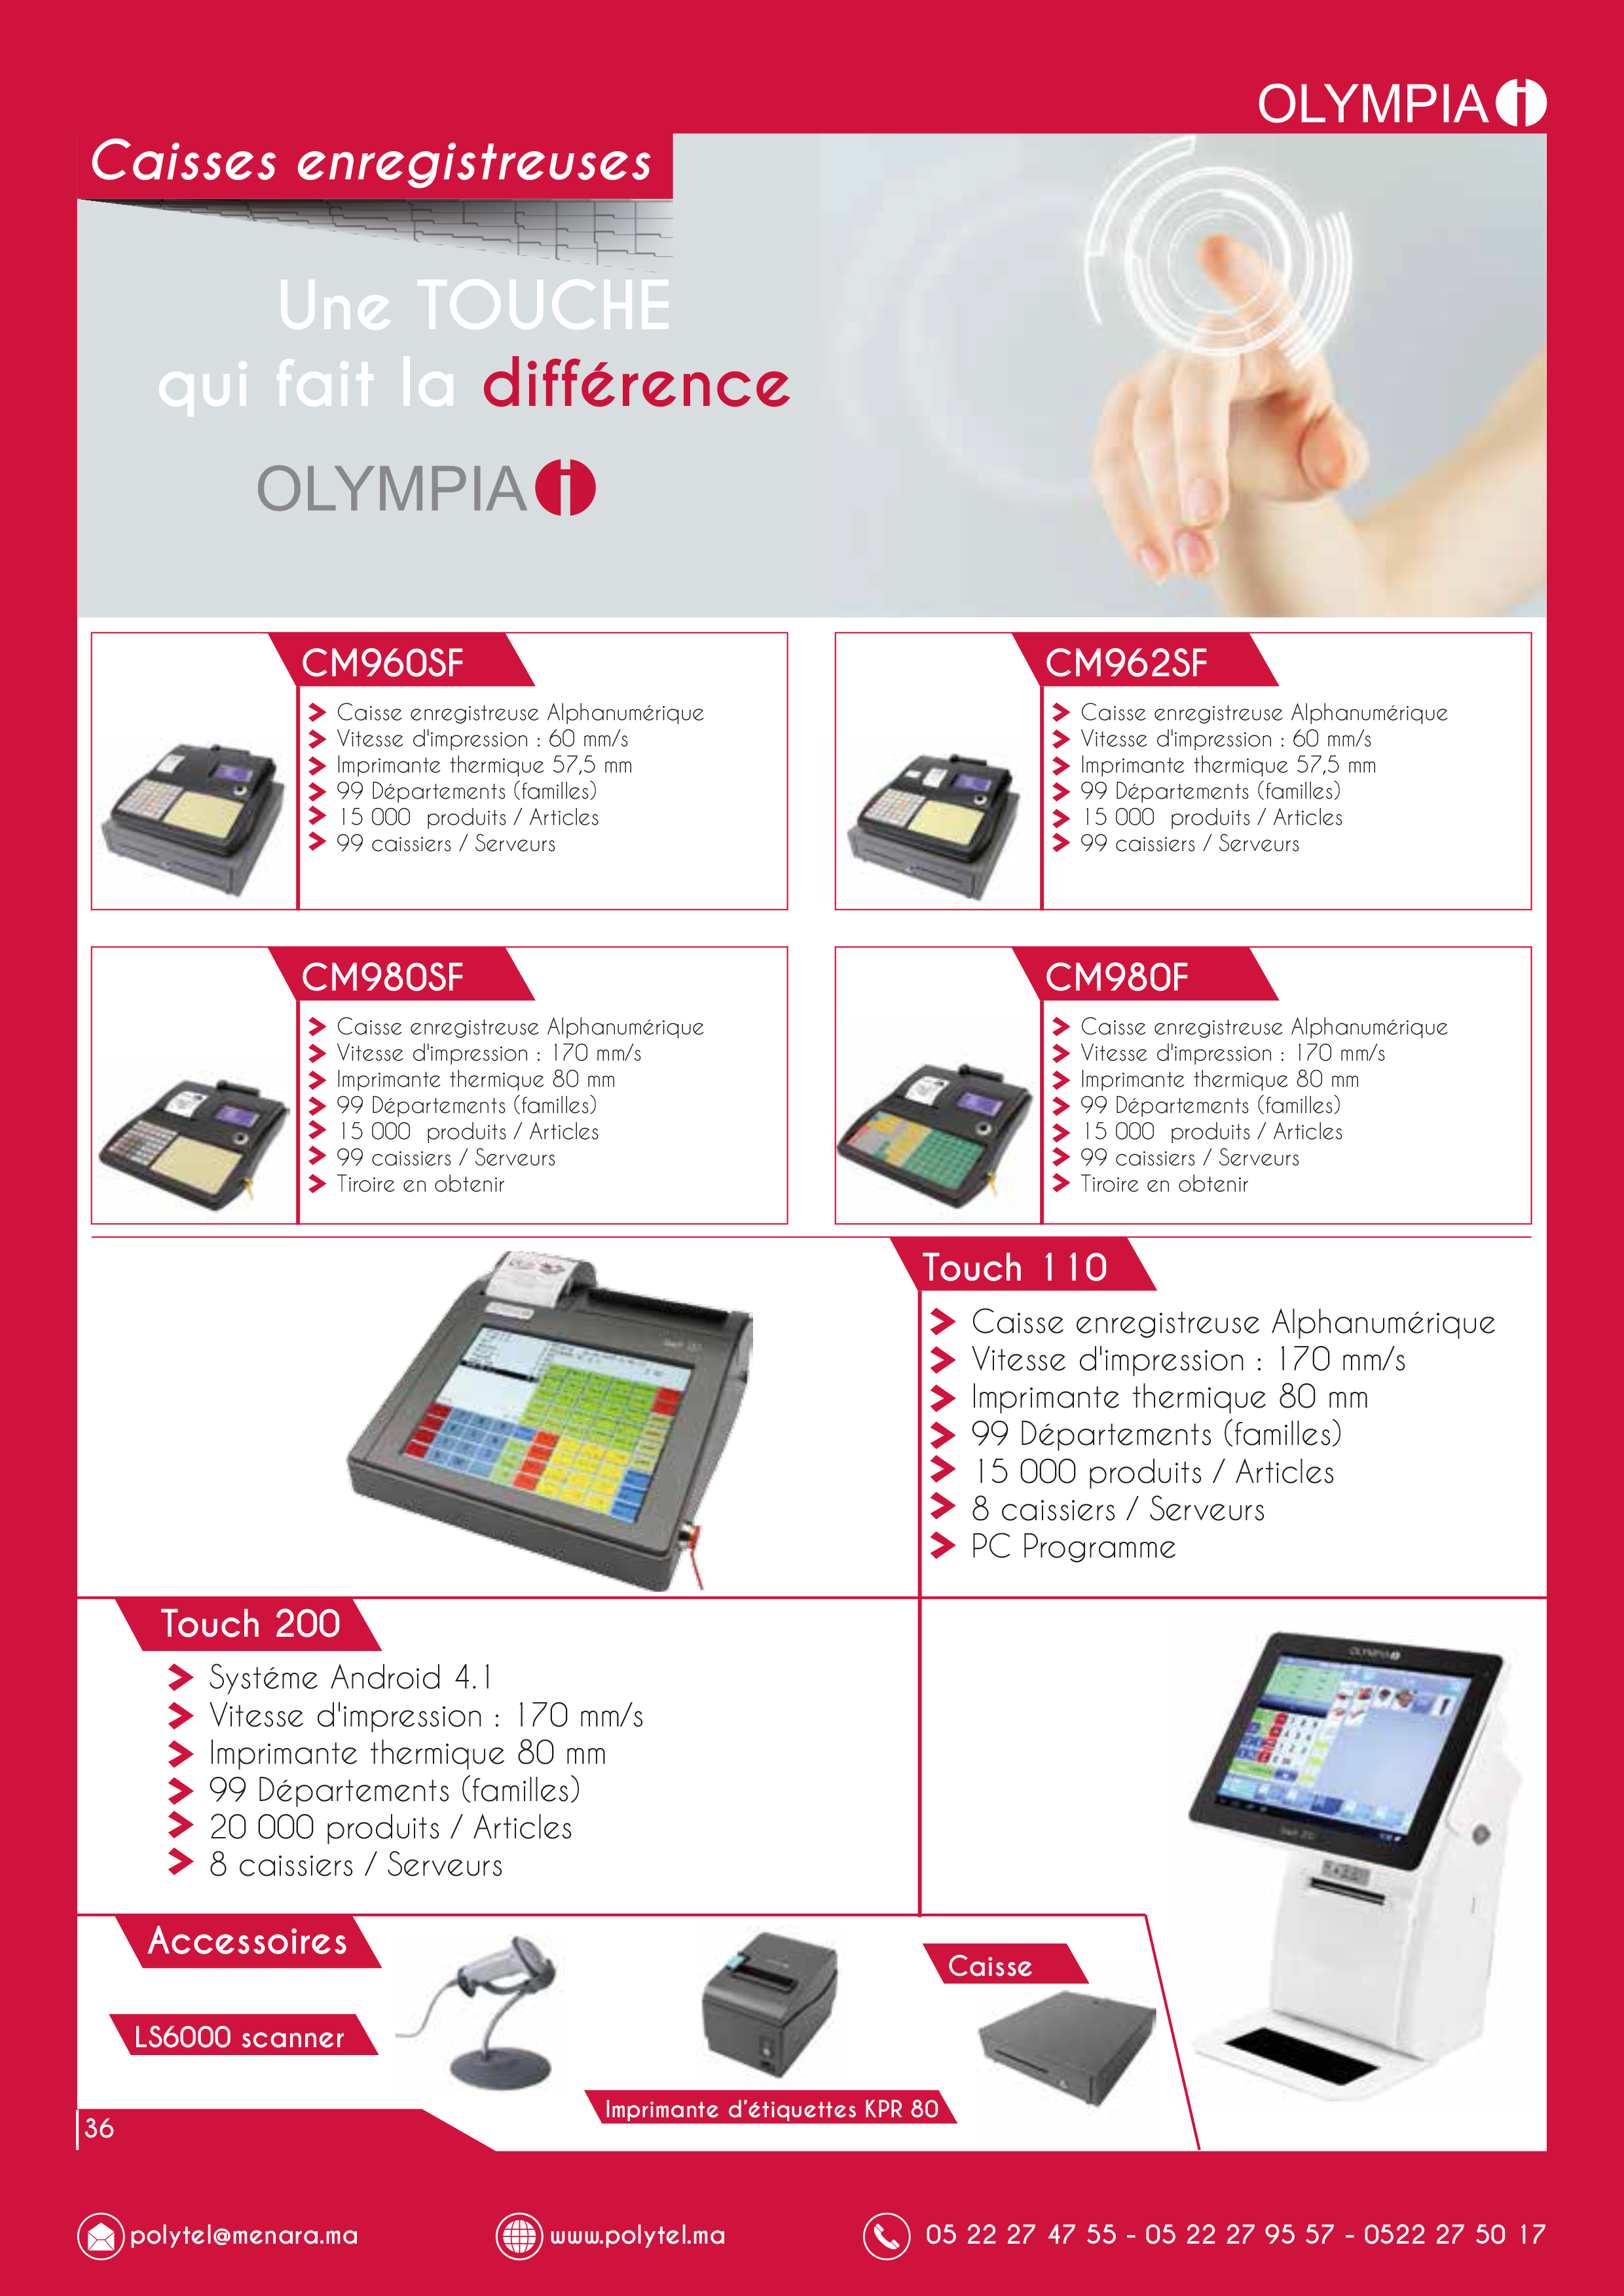 OLYMPIA
Caisses enregistreuses
Une TOUCHE
qui fait la différence
OLYMPIA
CM960SF
Caisse enregistreuse Alphanumérique
Vitesse d'impression : 60 mm/s
Imprimante thermique 57,5 mm
99 Départements (familles)
15 000 produits / Articles
99 caissiers / Serveurs
CM962SF
Caisse enregistreuse Alphanumérique
Vitesse d'impression : 60 mm/s
Imprimante thermique 57,5 mm
99 Départements (familles)
15 000 produits / Articles
99 caissiers / Serveurs
CM980SF
Caisse enregistreuse Alphanumérique
Vitesse d'impression : 170 mm/s
Imprimante thermique 80 mm
99 Départements (familles)
15 000 produits / Articles
99 caissiers / Serveurs
Tiroire en obtenir
CM980F
Caisse enregistreuse Alphanumérique
Vitesse d'impression : 170 mm/s
Imprimante thermique 80 mm
99 Départements (familles)
15 000 produits / Articles
99 caissiers / Serveurs
Tiroire en obtenir
Touch 110
Caisse enregistreuse Alphanumérique
Vitesse d'impression : 170 mm/s
Imprimante thermique 80 mm
99 Départements (familles)
15 000 produits / Articles
8 caissiers / Serveurs
PC Programme
Touch 200
Systéme Android 4.1
Vitesse d'impression : 170 mm/s
Imprimante thermique 80 mm
99 Départements (familles)
20 000 produits / Articles
8 caissiers / Serveurs
OLYMPIA
Accessoires
LS6000 scanner
Imprimante d'étiquettes KPR 80
Caisse
36
polytel@menara.ma
www.polytel.ma
05 22 27 47 55 - 05 22 27 95 57 - 0522 27 50 17